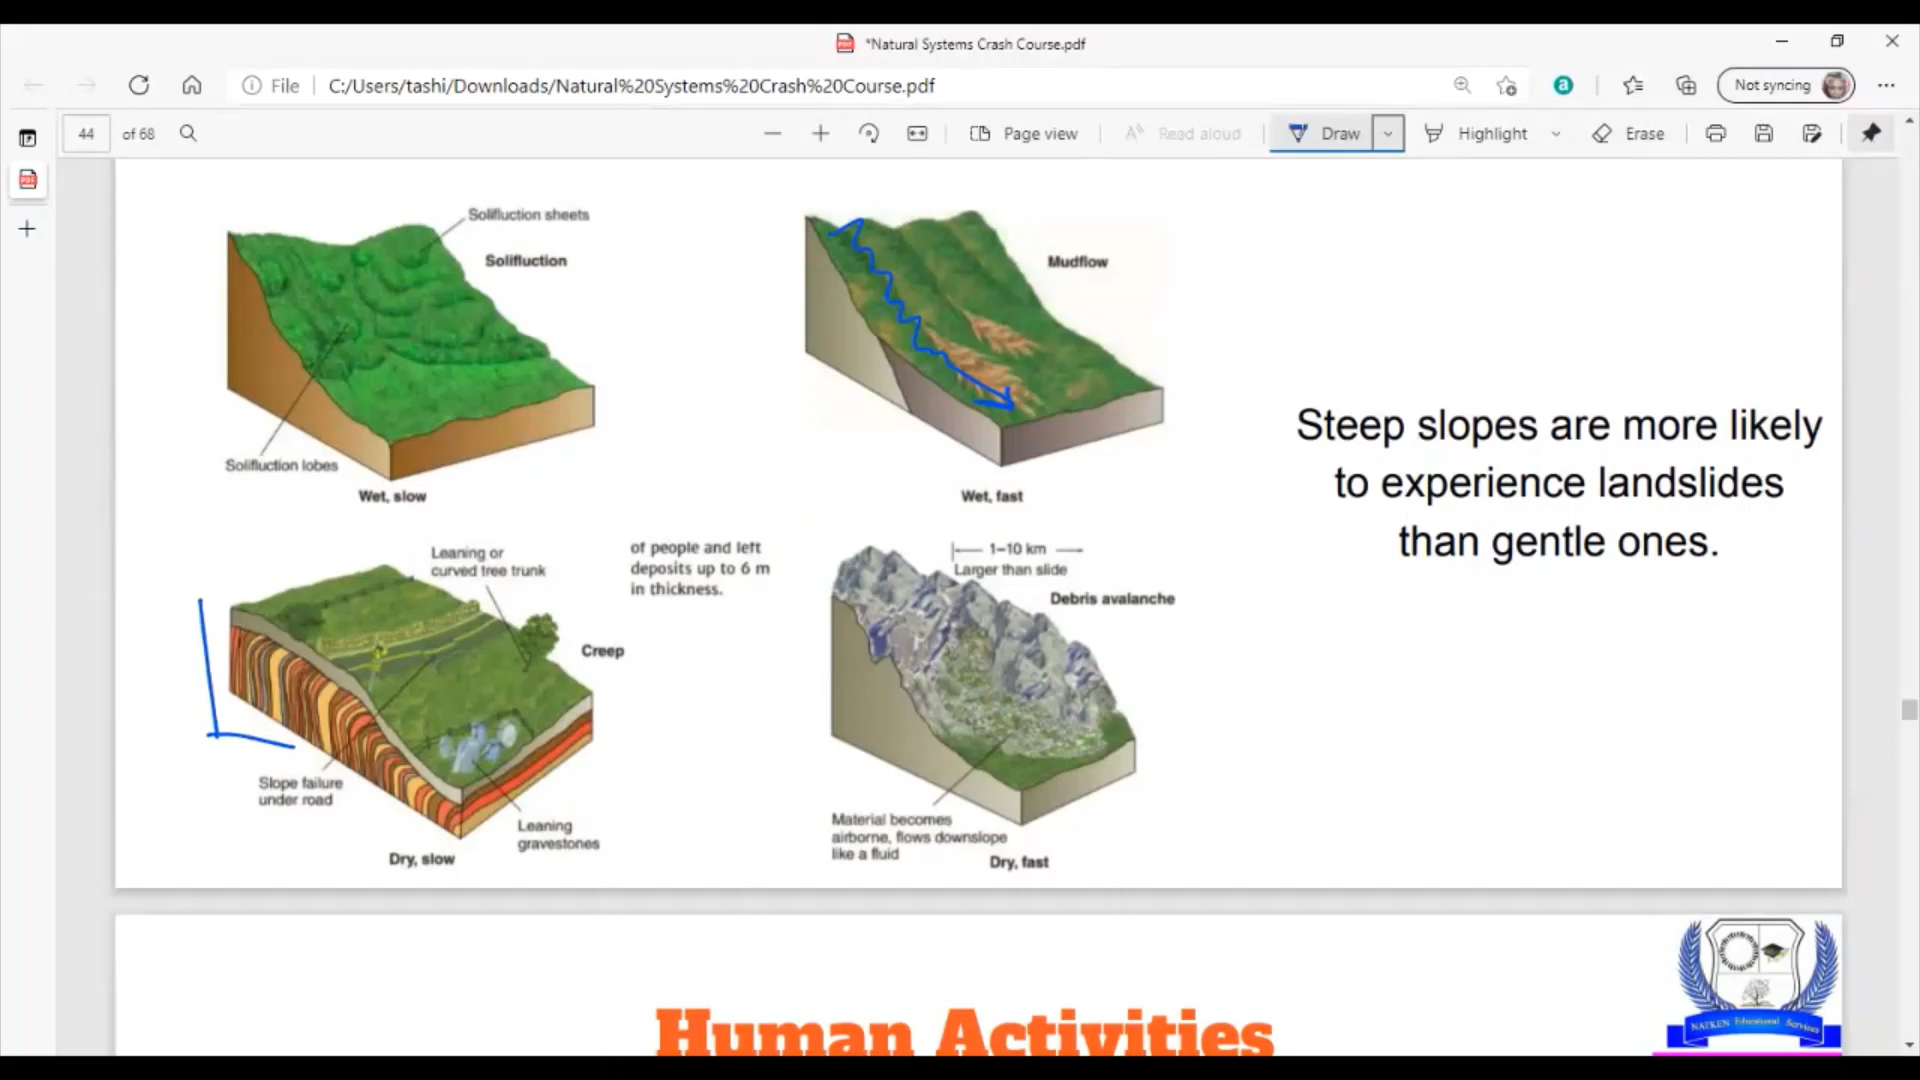 *Natural Systems Crash Course.pdf
File
C:/Users/tashi/Downloads/Natural%20Systems%20Crash%20Course.pdf
a
Not syncing
44 of 68
Page view
Read aloud
Draw
Highlight
Erase
Solifluction sheets
Solifluction
Solifluction lobes
Wet, slow
Mudflow
Wet, fast
Steep slopes are more likely
to experience landslides
than gentle ones.
Leaning or
curved tree trunk
Creep
Slope failure
under road
Leaning
gravestones
Dry, slow
of people and left
deposits up to 6 m
in thickness.
1–10 km
Larger than slide
Debris avalanche
Material becomes
airborne, flows downslope
like a fluid
Dry, fast
Human Activities
NATKEN Educational Services